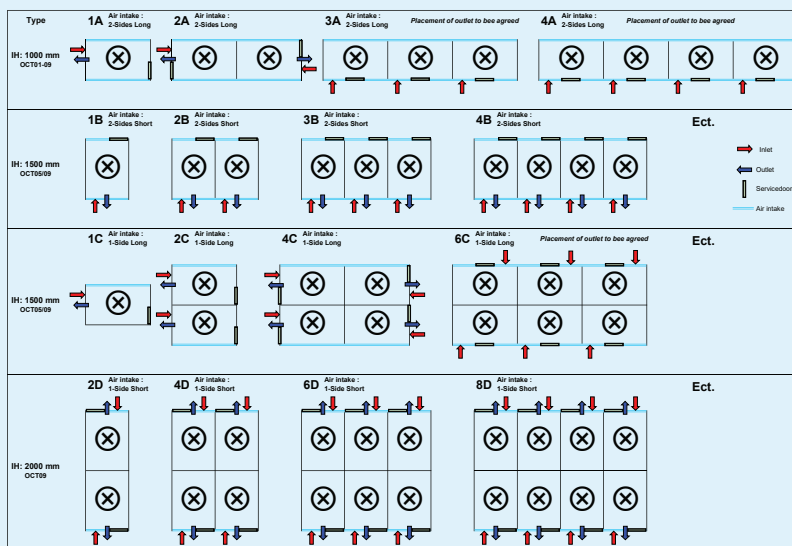 Type
1A Air intake : 2A Air intake : 3A Air intake : Placement of outlet to bee agreed 4A Air intake : Placement of outlet to bee agreed
2-Sides Long 2-Sides Long 2-Sides Long 2-Sides Long
IH: 1000 mm
OCT01-09
1B Air intake : 2B Air intake : 3B Air intake : 4B Air intake : Ect.
2-Sides Short 2-Sides Short 2-Sides Short 2-Sides Short
IH: 1500 mm
OCT05/09
Inlet
Outlet
Servicedoor
Air intake
1C Air intake : 2C Air intake : 4C Air intake : 6C Air intake : Placement of outlet to bee agreed Ect.
1-Side Long 1-Side Long 1-Side Long 1-Side Long
IH: 1500 mm
OCT05/09
2D Air intake : 4D Air intake : 6D Air intake : 8D Air intake : Ect.
1-Side Short 1-Side Short 1-Side Short 1-Side Short
IH: 2000 mm
OCT09